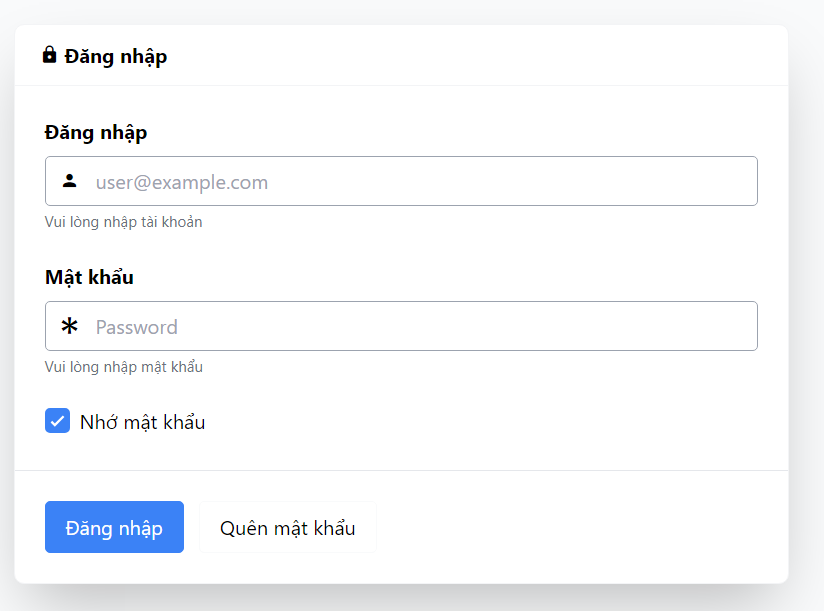 Đăng nhập
Đăng nhập
user@example.com
Vui lòng nhập tài khoản
Mật khẩu
Password
Vui lòng nhập mật khẩu
Nhớ mật khẩu
Đăng nhập
Quên mật khẩu